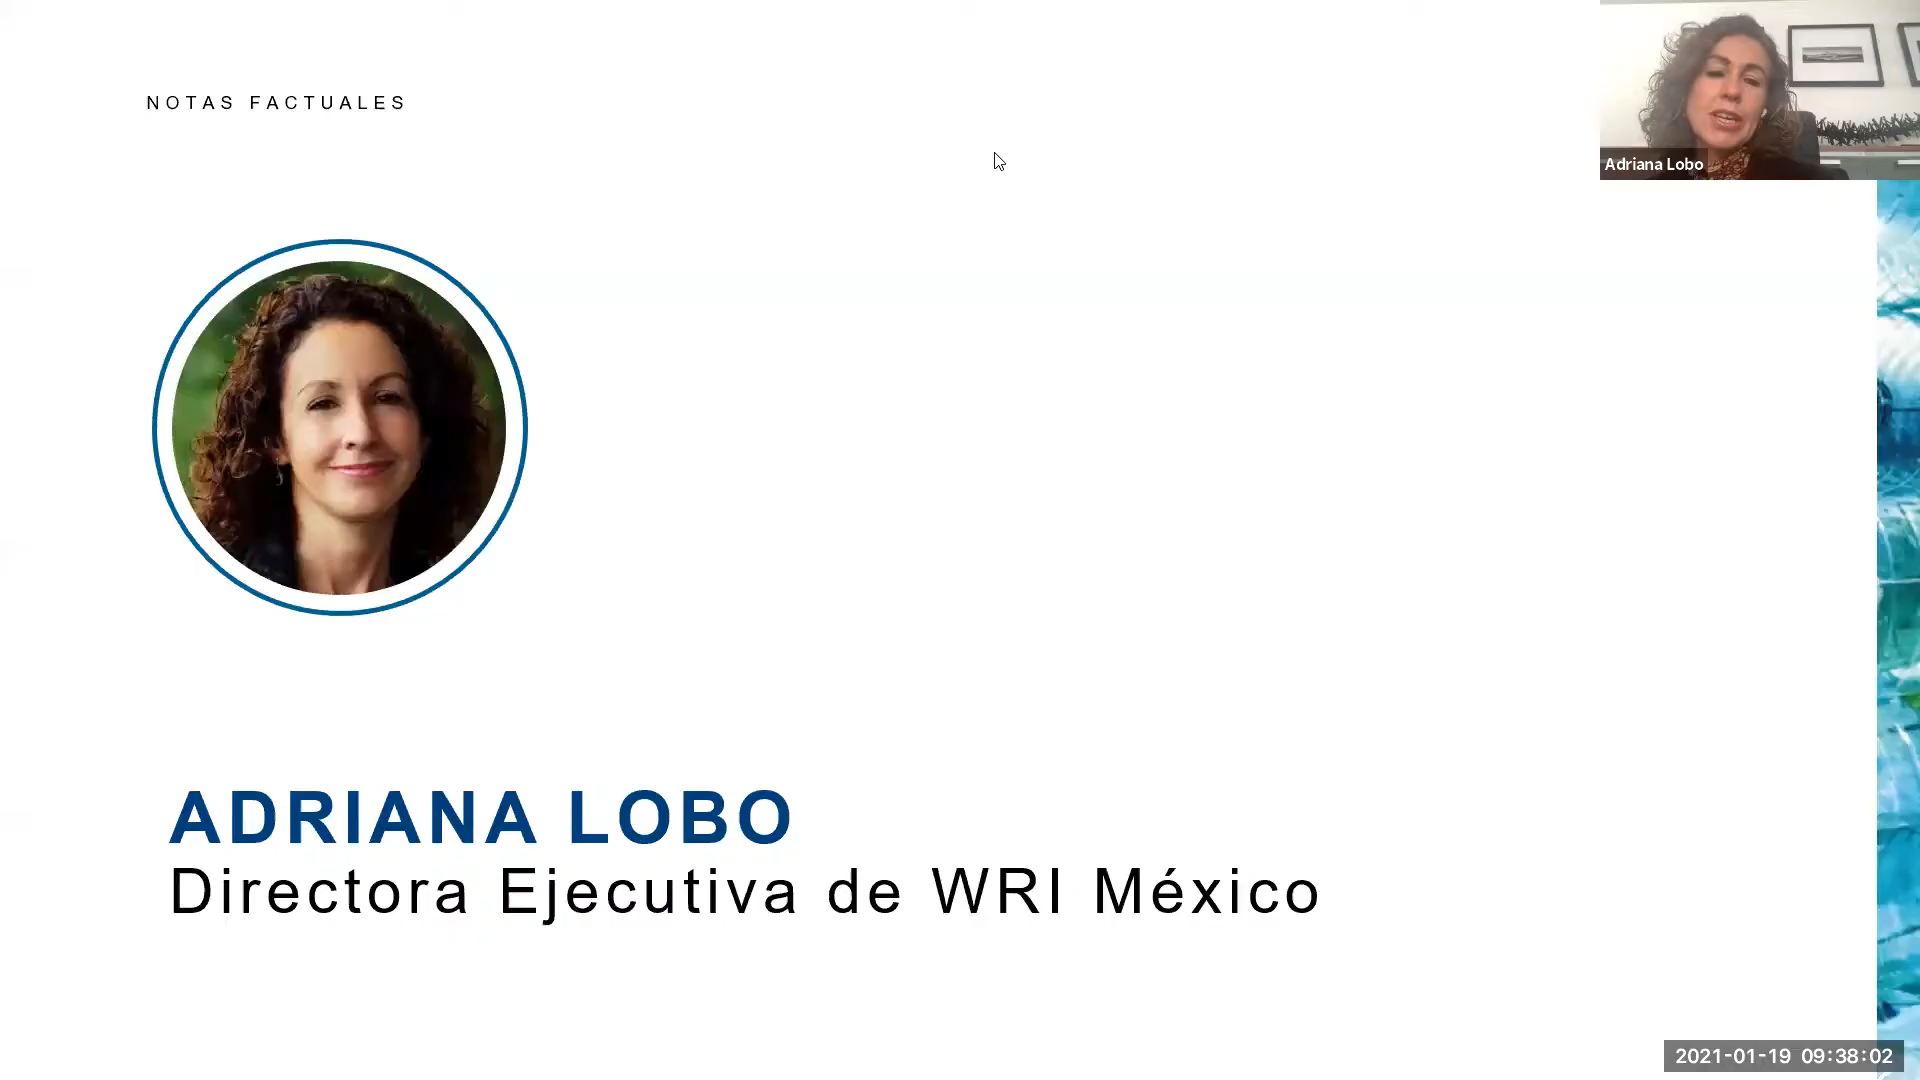 NOTAS FACTUALES
Adriana Lobo
ADRIANA LOBO
Directora Ejecutiva de WRI México
2021-01-19 09:38:02